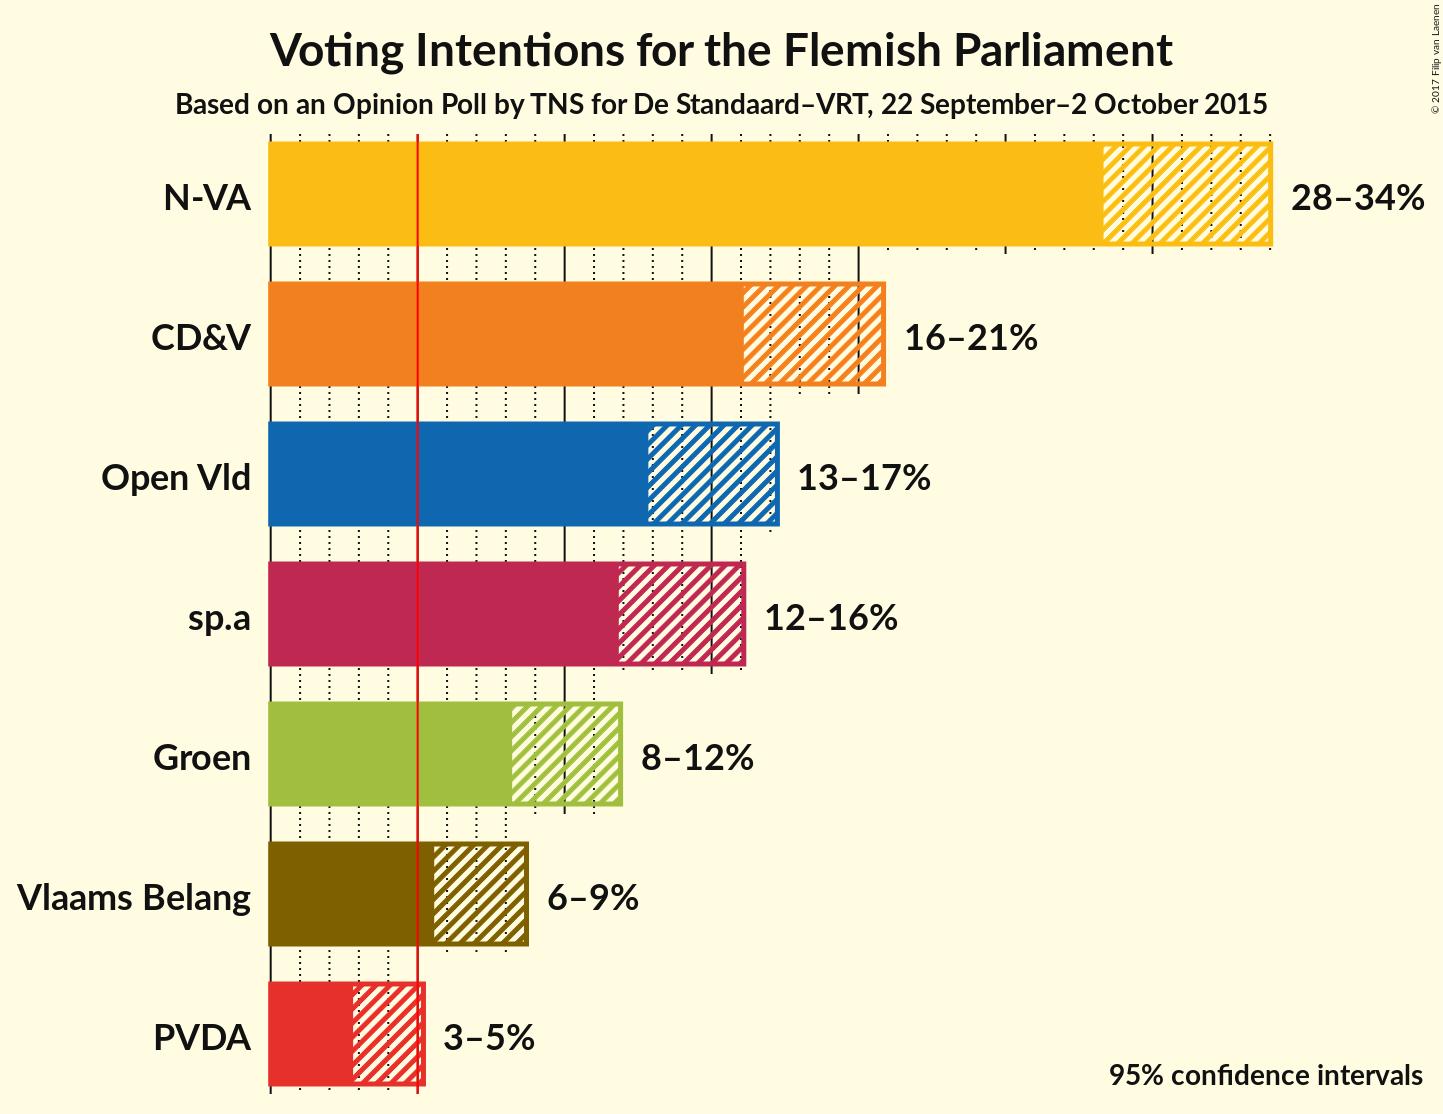 Voting Intentions for the Flemish Parliament
Based on an Opinion Poll by TNS for De Standaard–VRT, 22 September–2 October 2015
© 2017 Filip van Laenen
N-VA 28–34%
CD&V 16–21%
Open Vld 13–17%
sp.a 12–16%
Groen 8–12%
Vlaams Belang 6–9%
PVDA 3–5%
95% confidence intervals